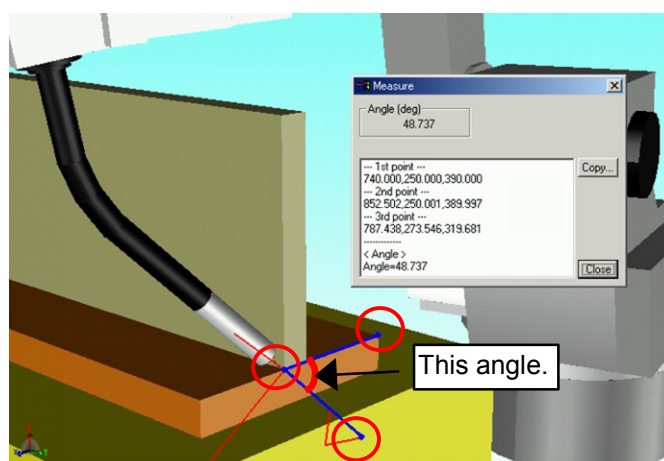 Measure
Angle (deg)
48.737
--- 1st point ---
740.000,250.000,390.000
--- 2nd point ---
852.502,250.001,389.997
--- 3rd point ---
787.438,273.546,319.681
-------------
< Angle >
Angle=48.737
Copy...
Close
This angle.